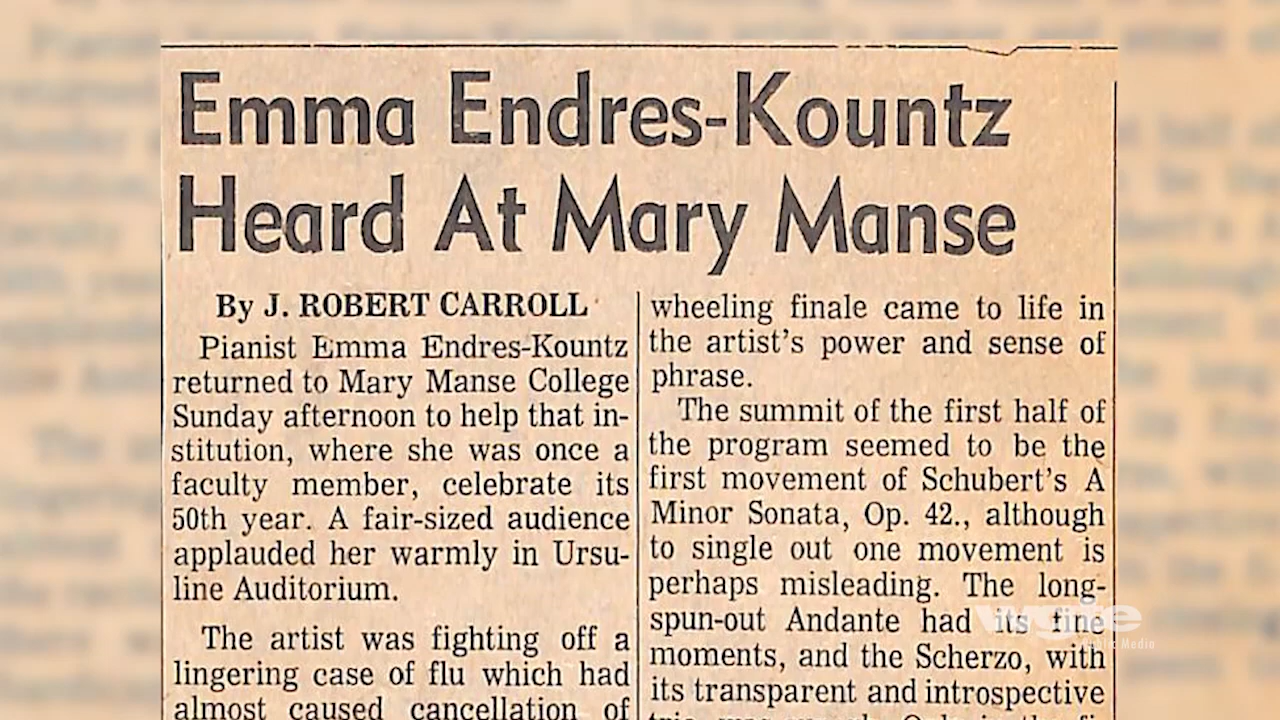 Emma Endres-Kountz
Heard At Mary Manse
By J. ROBERT CARROLL
Pianist Emma Endres-Kountz
returned to Mary Manse College
Sunday afternoon to help that in-
stitution, where she was once a
faculty member, celebrate its
50th year. A fair-sized audience
applauded her warmly in Ursu-
line Auditorium.
The artist was fighting off a
lingering case of flu which had
almost caused cancellation of
wheeling finale came to life in
the artist's power and sense of
phrase.
The summit of the first half of
the program seemed to be the
first movement of Schubert's A
Minor Sonata, Op. 42., although
to single out one movement is
perhaps misleading. The long-
spun-out Andante had its fine
moments, and the Scherzo, with
its transparent and introspective
wgte
Public Media